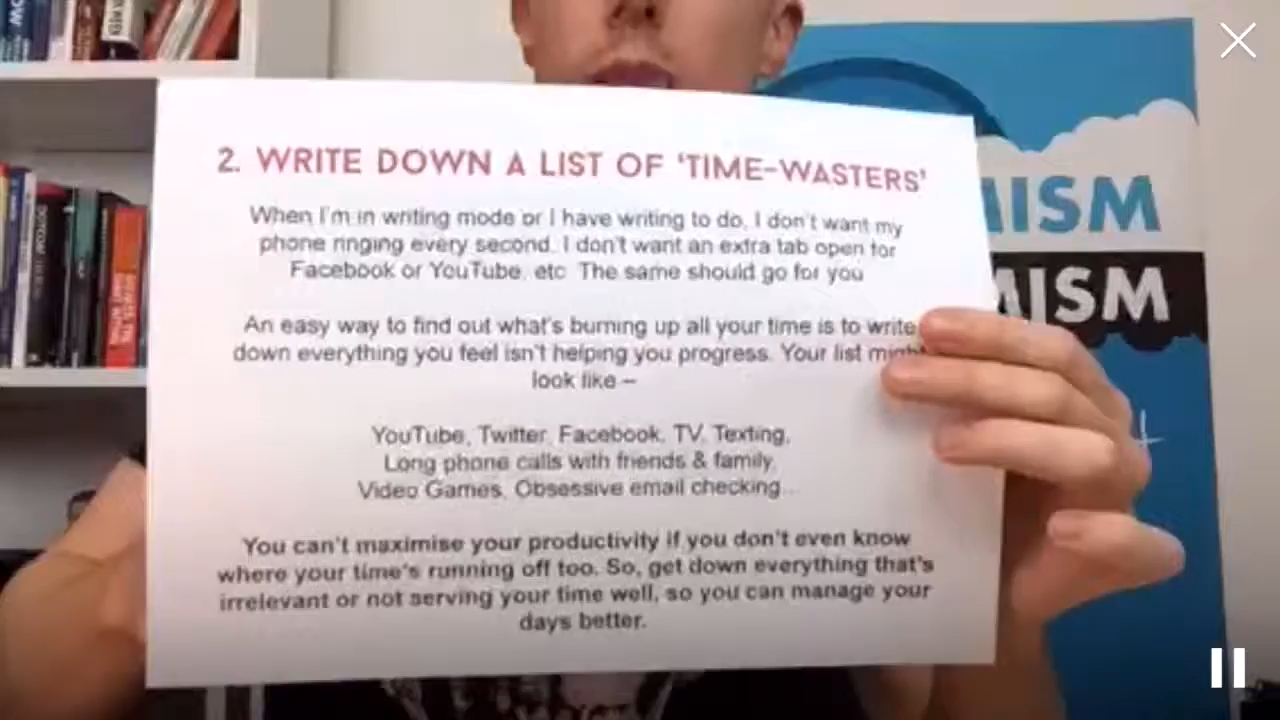 2. WRITE DOWN A LIST OF 'TIME-WASTERS'
When I'm in writing mode or I have writing to do, I don't want my
phone ringing every second. I don't want an extra tab open for
Facebook or YouTube, etc. The same should go for you
An easy way to find out what's burning up all your time is to write
down everything you feel isn't helping you progress. Your list might
look like –
YouTube, Twitter, Facebook, TV, Texting,
Long phone calls with friends & family,
Video Games, Obsessive email checking...
You can't maximise your productivity if you don't even know
where your time's running off too. So, get down everything that's
irrelevant or not serving your time well, so you can manage your
days better.
MISM
MISM